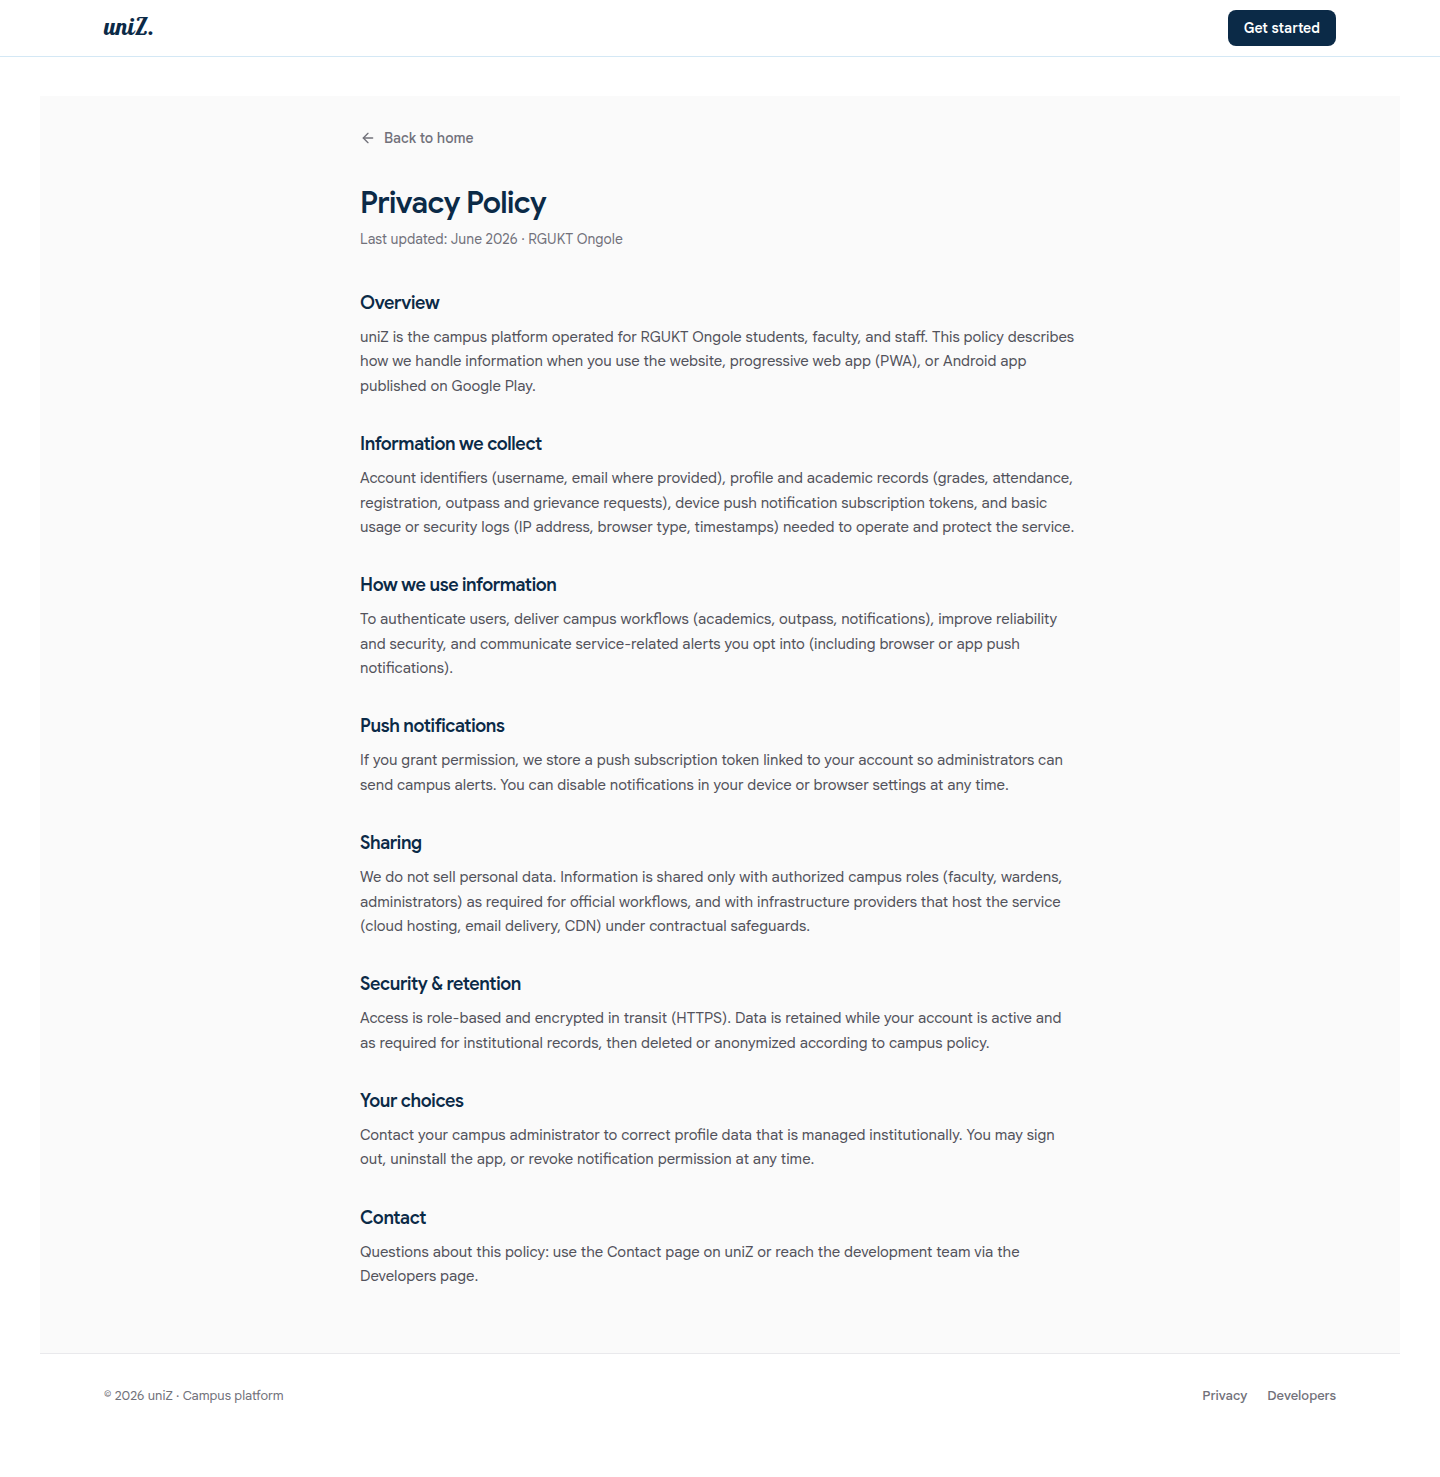 uniZ.
Get started
Back to home
Privacy Policy
Last updated: June 2026 · RGUKT Ongole
Overview
uniZ is the campus platform operated for RGUKT Ongole students, faculty, and staff. This policy describes
how we handle information when you use the website, progressive web app (PWA), or Android app
published on Google Play.
Information we collect
Account identifiers (username, email where provided), profile and academic records (grades, attendance,
registration, outpass and grievance requests), device push notification subscription tokens, and basic
usage or security logs (IP address, browser type, timestamps) needed to operate and protect the service.
How we use information
To authenticate users, deliver campus workflows (academics, outpass, notifications), improve reliability
and security, and communicate service-related alerts you opt into (including browser or app push
notifications).
Push notifications
If you grant permission, we store a push subscription token linked to your account so administrators can
send campus alerts. You can disable notifications in your device or browser settings at any time.
Sharing
We do not sell personal data. Information is shared only with authorized campus roles (faculty, wardens,
administrators) as required for official workflows, and with infrastructure providers that host the service
(cloud hosting, email delivery, CDN) under contractual safeguards.
Security & retention
Access is role-based and encrypted in transit (HTTPS). Data is retained while your account is active and
as required for institutional records, then deleted or anonymized according to campus policy.
Your choices
Contact your campus administrator to correct profile data that is managed institutionally. You may sign
out, uninstall the app, or revoke notification permission at any time.
Contact
Questions about this policy: use the Contact page on uniZ or reach the development team via the
Developers page.
© 2026 uniZ · Campus platform
Privacy
Developers